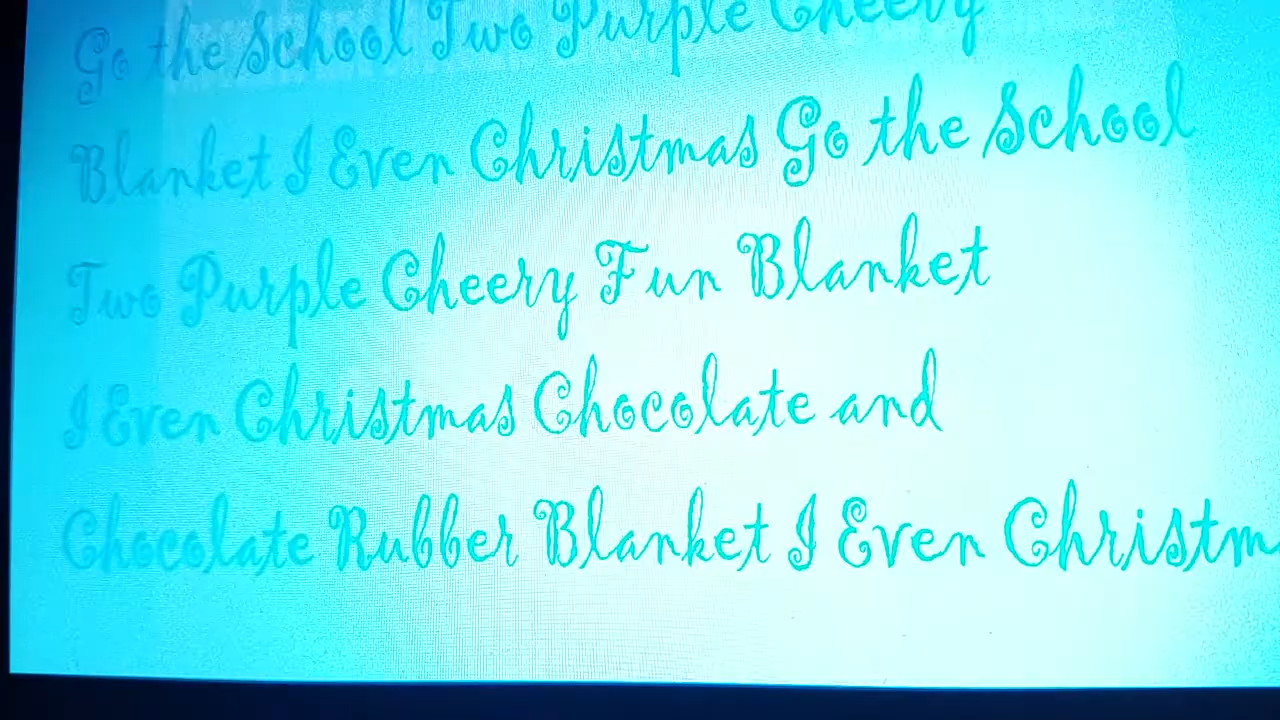 Go the School Two Purple Cheery
Blanket I Even Christmas Go the School
Two Purple Cheery Fun Blanket
I Even Christmas Chocolate and
Chocolate Rubber Blanket I Even Christm